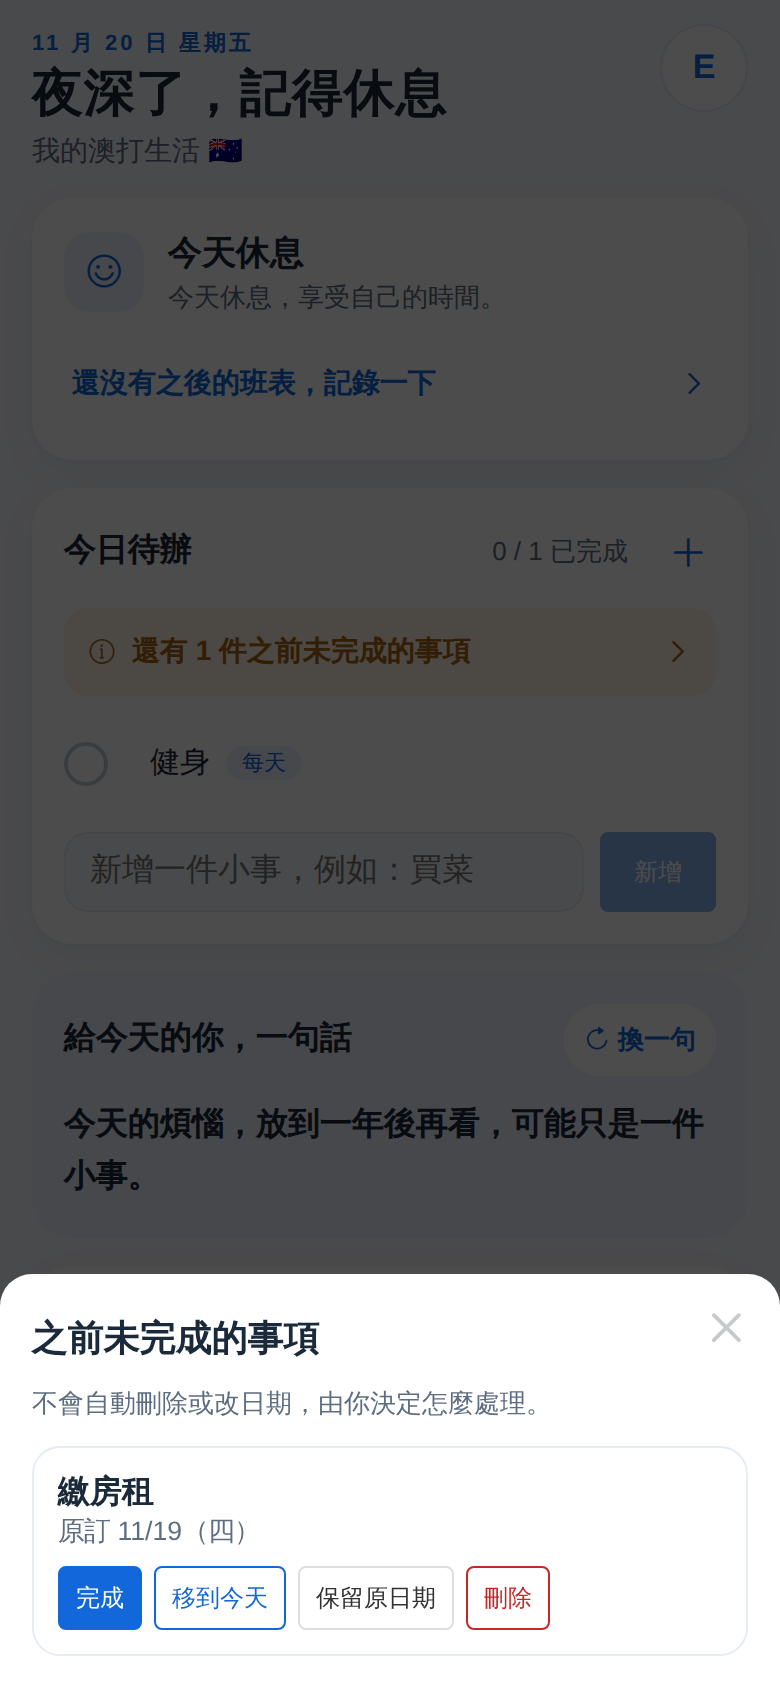 11 月 20 日 星期五
夜深了，記得休息
E
我的澳打生活 🇦🇺
今天休息
今天休息，享受自己的時間。
還沒有之後的班表，記錄一下
今日待辦
0 / 1 已完成
還有 1 件之前未完成的事項
健身 每天
新增一件小事，例如：買菜
新增
給今天的你，一句話
換一句
今天的煩惱，放到一年後再看，可能只是一件
小事。
之前未完成的事項
不會自動刪除或改日期，由你決定怎麼處理。
繳房租
原訂 11/19（四）
完成 移到今天 保留原日期 刪除